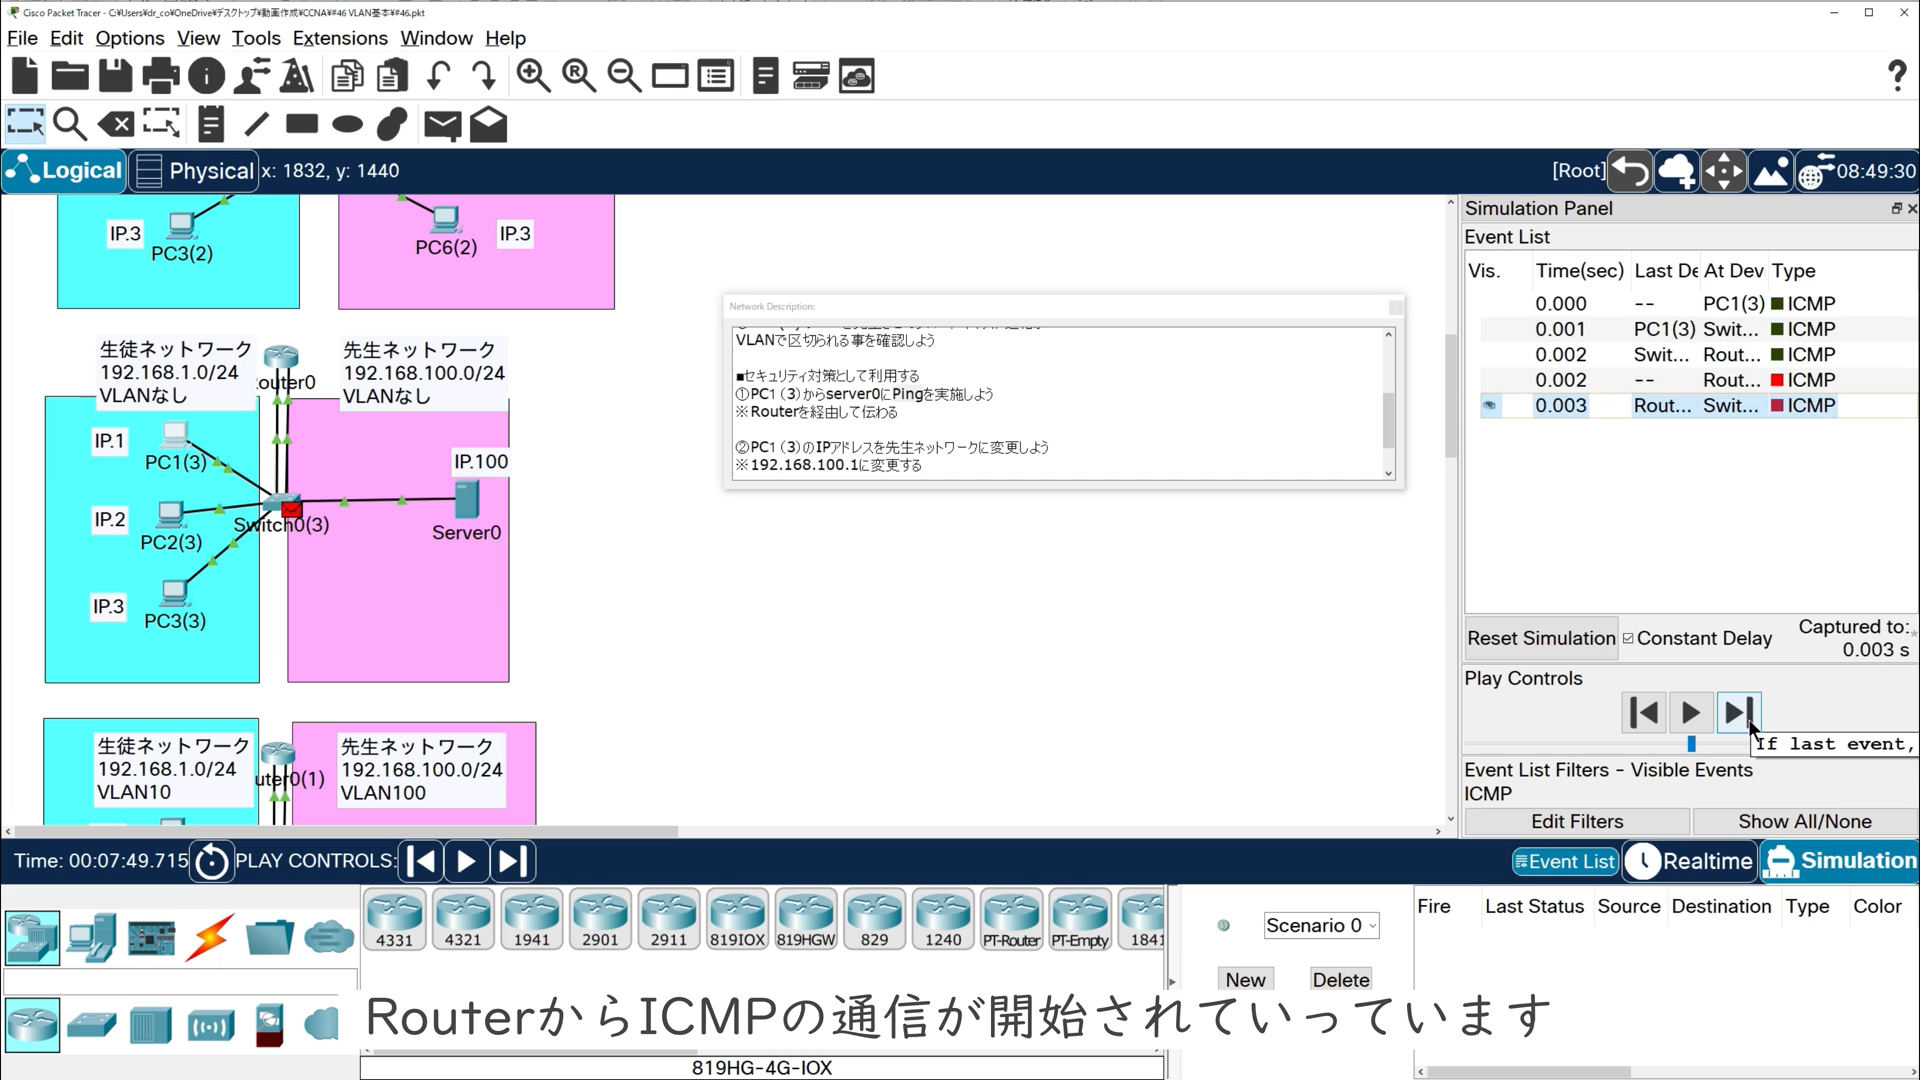 Cisco Packet Tracer - C:¥Users¥dr_co¥OneDrive¥デスクトップ¥動画作成¥CCNA¥#46 VLAN基本¥#46.pkt
File Edit Options View Tools Extensions Window Help
Logical Physical x: 1832, y: 1440 [Root] 08:49:30
IP.3 PC3(2)
PC6(2) IP.3
生徒ネットワーク
192.168.1.0/24
VLANなし
outer0
先生ネットワーク
192.168.100.0/24
VLANなし
IP.1 PC1(3)
IP.2 PC2(3)
IP.3 PC3(3)
Switch0(3)
IP.100
Server0
生徒ネットワーク
192.168.1.0/24
VLAN10
uter0(1)
先生ネットワーク
192.168.100.0/24
VLAN100
Network Description:
VLANで区切られる事を確認しよう
■セキュリティ対策として利用する
①PC1（3）からserver0にPingを実施しよう
※Routerを経由して伝わる
②PC1（3）のIPアドレスを先生ネットワークに変更しよう
※192.168.100.1に変更する
Simulation Panel
Event List
Vis. Time(sec) Last De At Dev Type
0.000 -- PC1(3) ICMP
0.001 PC1(3) Swit... ICMP
0.002 Swit... Rout... ICMP
0.002 -- Rout... ICMP
0.003 Rout... Swit... ICMP
Reset Simulation Constant Delay Captured to:
0.003 s
Play Controls
If last event,
Event List Filters - Visible Events
ICMP
Edit Filters Show All/None
Time: 00:07:49.715 PLAY CONTROLS: Event List Realtime Simulation
4331 4321 1941 2901 2911 819IOX 819HGW 829 1240 PT-Router PT-Empty 1841
Scenario 0
New Delete
Fire Last Status Source Destination Type Color
RouterからICMPの通信が開始されていっています
819HG-4G-IOX